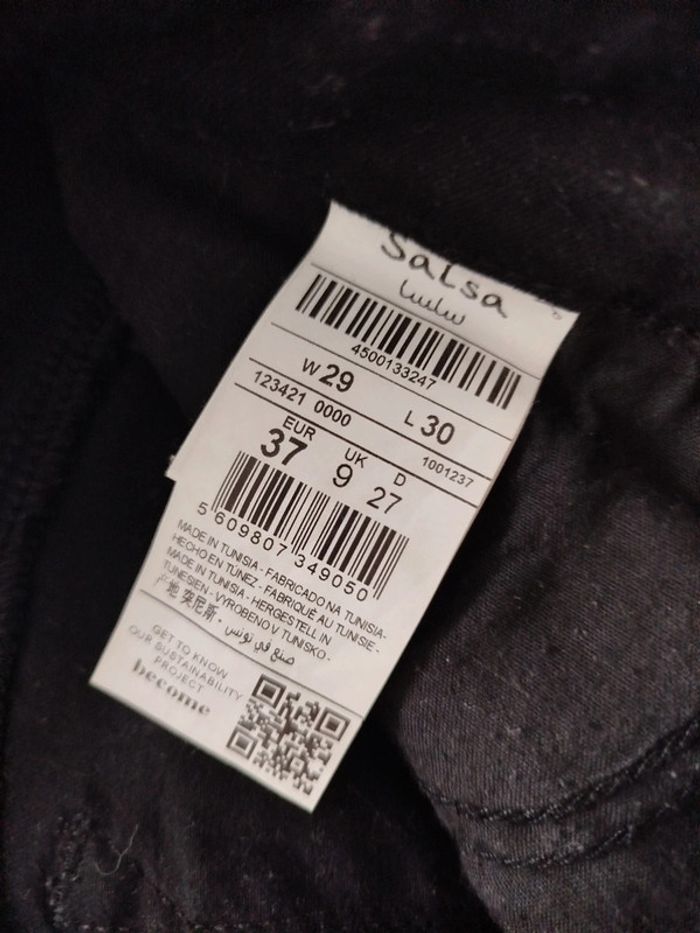 Salsa
سلسا
4500133247
W 29 L 30
123421 0000 1001237
EUR UK D
37 9 27
5 609807 349050
MADE IN TUNISIA - FABRICADO NA TUNISIA-
HECHO EN TÚNEZ - FABRIQUÉ AU TUNISIE -
MADE IN TUNISIA - HERGESTELL IN
TUNESIEN - VYROBENO V TUNISKO -
地 突尼斯 - صنع في تونس
GET TO KNOW
OUR SUSTAINABILITY
PROJECT
become